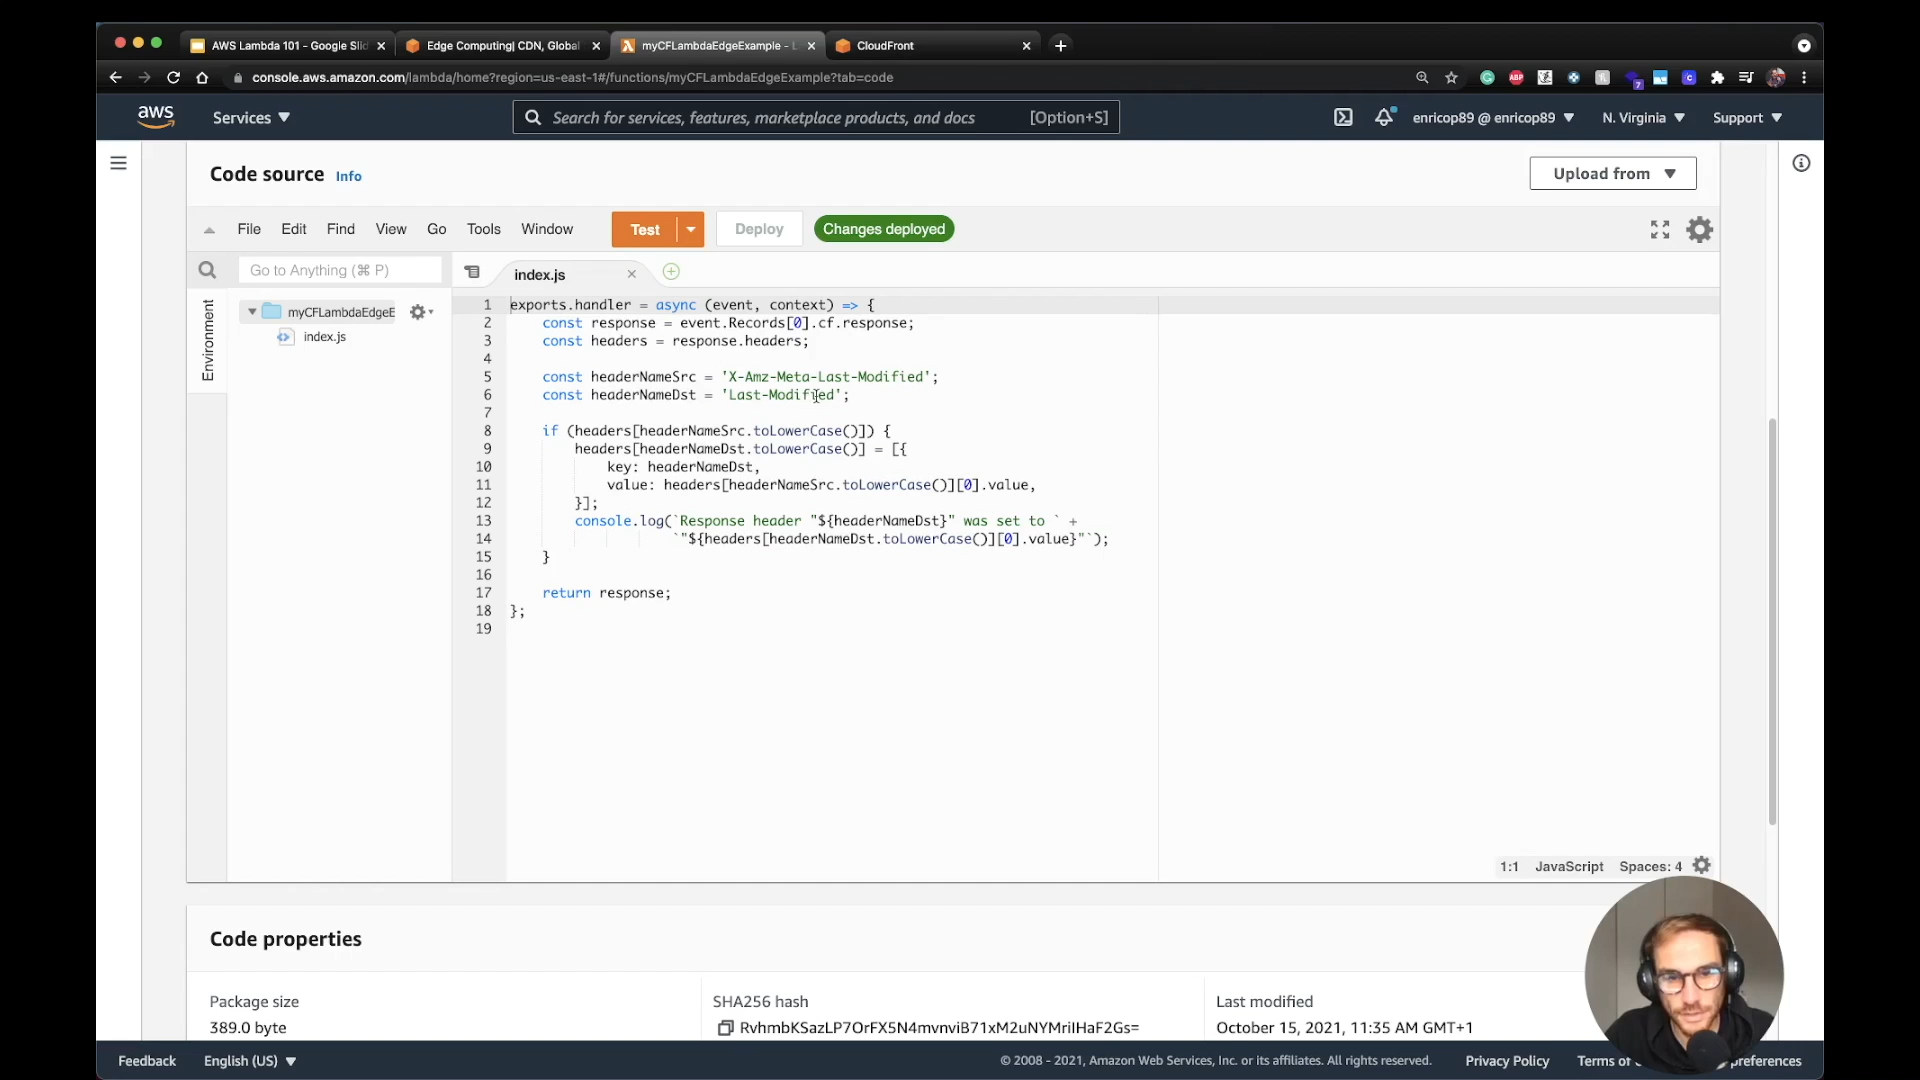 AWS Lambda 101 - Google Slid
Edge Computing| CDN, Global
myCFLambdaEdgeExample - L
CloudFront
console.aws.amazon.com/lambda/home?region=us-east-1#/functions/myCFLambdaEdgeExample?tab=code
ABP
7
aws
Services
Search for services, features, marketplace products, and docs
[Option+S]
enricop89 @ enricop89
N. Virginia
Support
Code source
Info
Upload from
File
Edit
Find
View
Go
Tools
Window
Test
Deploy
Changes deployed
Go to Anything (⌘ P)
index.js
Environment
myCFLambdaEdgeE
index.js
1 exports.handler = async (event, context) => {
2     const response = event.Records[0].cf.response;
3     const headers = response.headers;
4
5     const headerNameSrc = 'X-Amz-Meta-Last-Modified';
6     const headerNameDst = 'Last-Modified';
7
8     if (headers[headerNameSrc.toLowerCase()]) {
9         headers[headerNameDst.toLowerCase()] = [{
10             key: headerNameDst,
11             value: headers[headerNameSrc.toLowerCase()][0].value,
12         }];
13         console.log(`Response header "${headerNameDst}" was set to ` +
14                     `"${headers[headerNameDst.toLowerCase()][0].value}"`);
15     }
16
17     return response;
18 };
19
1:1
JavaScript
Spaces: 4
Code properties
Package size
389.0 byte
SHA256 hash
RvhmbKSazLP7OrFX5N4mvnviB71xM2uNYMriIHaF2Gs=
Last modified
October 15, 2021, 11:35 AM GMT+1
Feedback
English (US)
© 2008 - 2021, Amazon Web Services, Inc. or its affiliates. All rights reserved.
Privacy Policy
Terms of
preferences